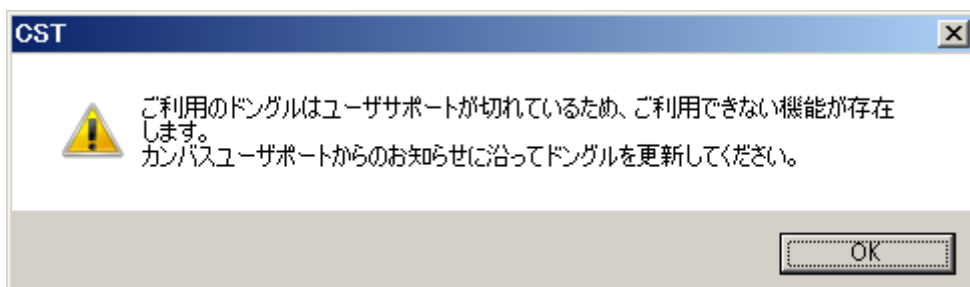 CST
ご利用のドングルはユーザサポートが切れているため、ご利用できない機能が存在
します。
カンバスユーザポートからのお知らせに沿ってドングルを更新してください。
OK